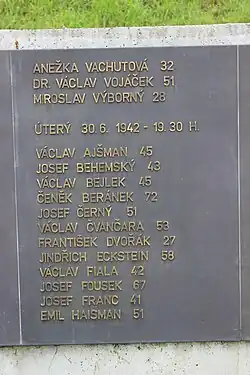 ANEŽKA VACHUTOVÁ 32
DR. VÁCLAV VOJÁČEK 51
MIROSLAV VÝBORNÝ 28
ÚTERÝ 30.6. 1942 - 19.30 H.
VÁCLAV AJŠMAN 45
JOSEF BEHEMSKÝ 43
VÁCLAV BEJLEK 45
ČENĚK BERÁNEK 72
JOSEF ČERNÝ 51
VÁCLAV ČVANČARA 53
FRANTIŠEK DVOŘÁK 27
JINDŘICH ECKSTEIN 58
VÁCLAV FIALA 42
JOSEF FOUSEK 67
JOSEF FRANC 41
EMIL HAISMAN 51